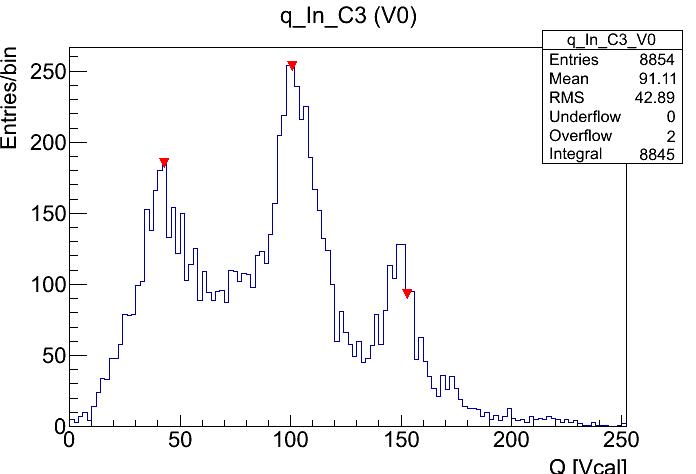 q_In_C3 (V0)
Entries/bin
q_In_C3_V0
Entries 8854
Mean 91.11
RMS 42.89
Underflow 0
Overflow 2
Integral 8845
250
200
150
100
50
0
0 50 100 150 200 250
Q [Vcal]